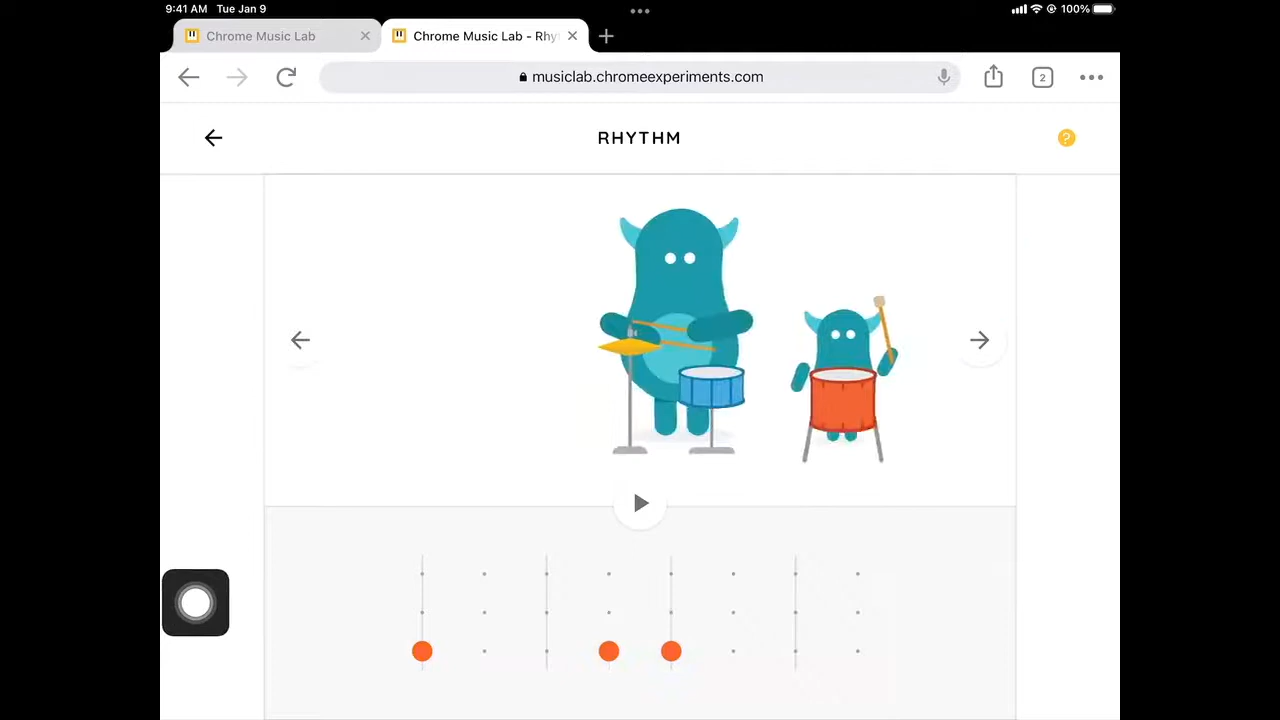 9:41 AM Tue Jan 9
100%
Chrome Music Lab
Chrome Music Lab - Rhy
musiclab.chromeexperiments.com
2
RHYTHM
?